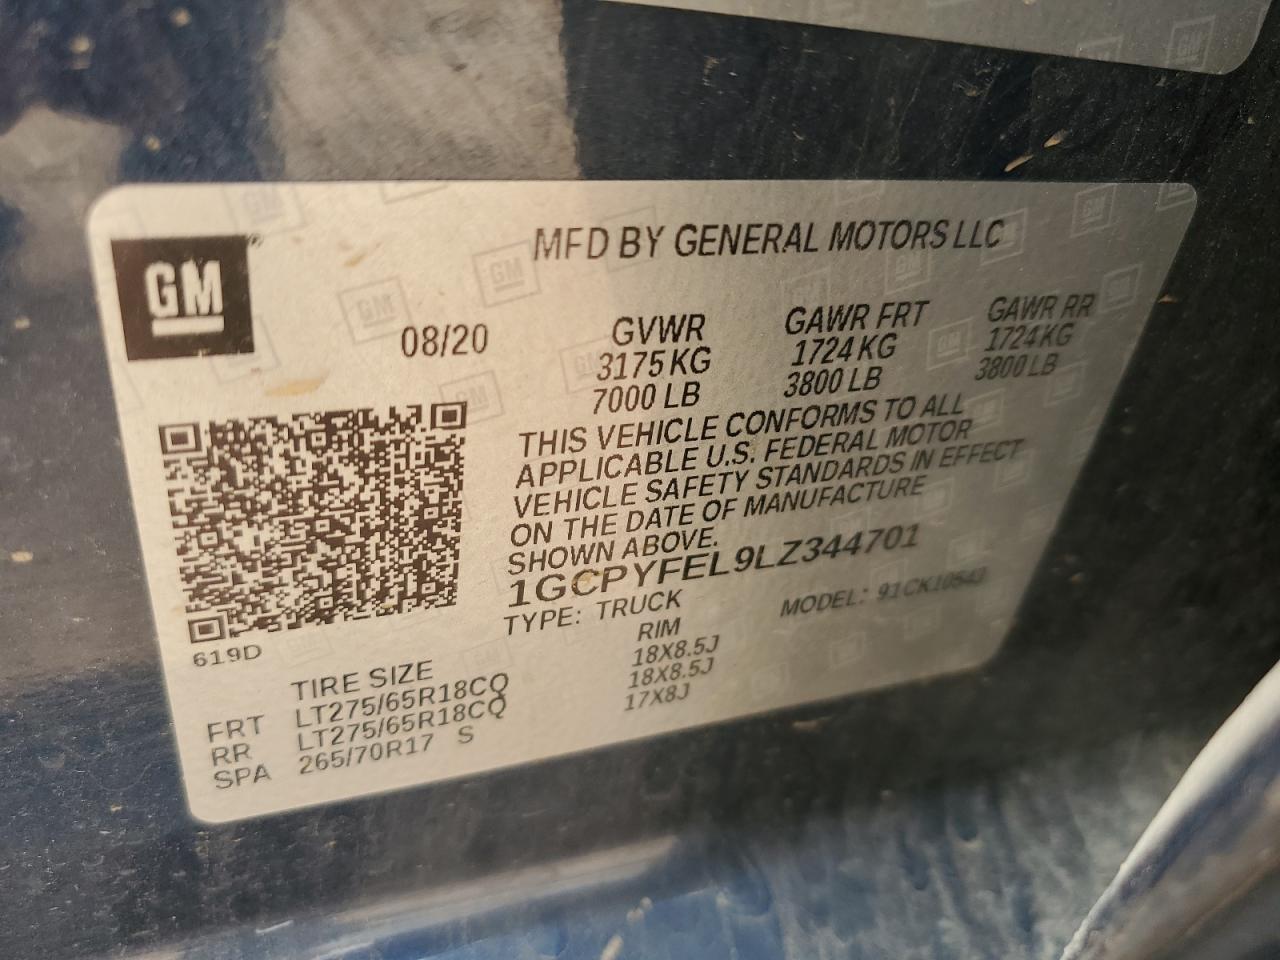 GM
MFD BY GENERAL MOTORS LLC
08/20
GVWR GAWR FRT GAWR RR
3175 KG 1724 KG 1724 KG
7000 LB 3800 LB 3800 LB
THIS VEHICLE CONFORMS TO ALL
APPLICABLE U.S. FEDERAL MOTOR
VEHICLE SAFETY STANDARDS IN EFFECT
ON THE DATE OF MANUFACTURE
SHOWN ABOVE.
1GCPYFEL9LZ344701
TYPE: TRUCK MODEL: 91CK10543
619D
TIRE SIZE RIM
FRT LT275/65R18CQ 18X8.5J
RR LT275/65R18CQ 18X8.5J
SPA 265/70R17 S 17X8J